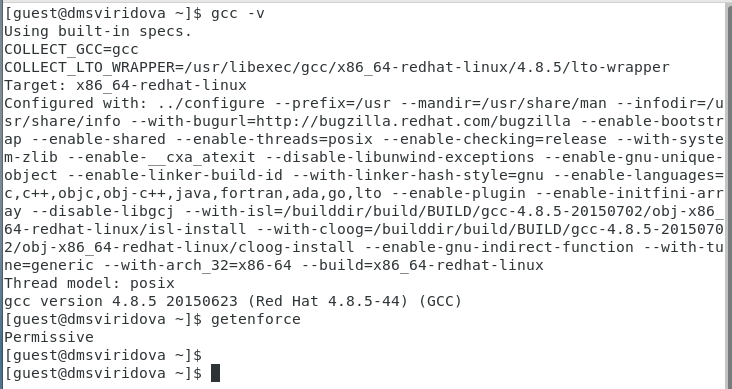 [guest@dmsviridova ~]$ gcc -v
Using built-in specs.
COLLECT_GCC=gcc
COLLECT_LTO_WRAPPER=/usr/libexec/gcc/x86_64-redhat-linux/4.8.5/lto-wrapper
Target: x86_64-redhat-linux
Configured with: ../configure --prefix=/usr --mandir=/usr/share/man --infodir=/u
sr/share/info --with-bugurl=http://bugzilla.redhat.com/bugzilla --enable-bootstr
ap --enable-shared --enable-threads=posix --enable-checking=release --with-syste
m-zlib --enable-__cxa_atexit --disable-libunwind-exceptions --enable-gnu-unique-
object --enable-linker-build-id --with-linker-hash-style=gnu --enable-languages=
c,c++,objc,obj-c++,java,fortran,ada,go,lto --enable-plugin --enable-initfini-arr
ay --disable-libgcj --with-isl=/builddir/build/BUILD/gcc-4.8.5-20150702/obj-x86_
64-redhat-linux/isl-install --with-cloog=/builddir/build/BUILD/gcc-4.8.5-2015070
2/obj-x86_64-redhat-linux/cloog-install --enable-gnu-indirect-function --with-tu
ne=generic --with-arch_32=x86-64 --build=x86_64-redhat-linux
Thread model: posix
gcc version 4.8.5 20150623 (Red Hat 4.8.5-44) (GCC)
[guest@dmsviridova ~]$ getenforce
Permissive
[guest@dmsviridova ~]$
[guest@dmsviridova ~]$